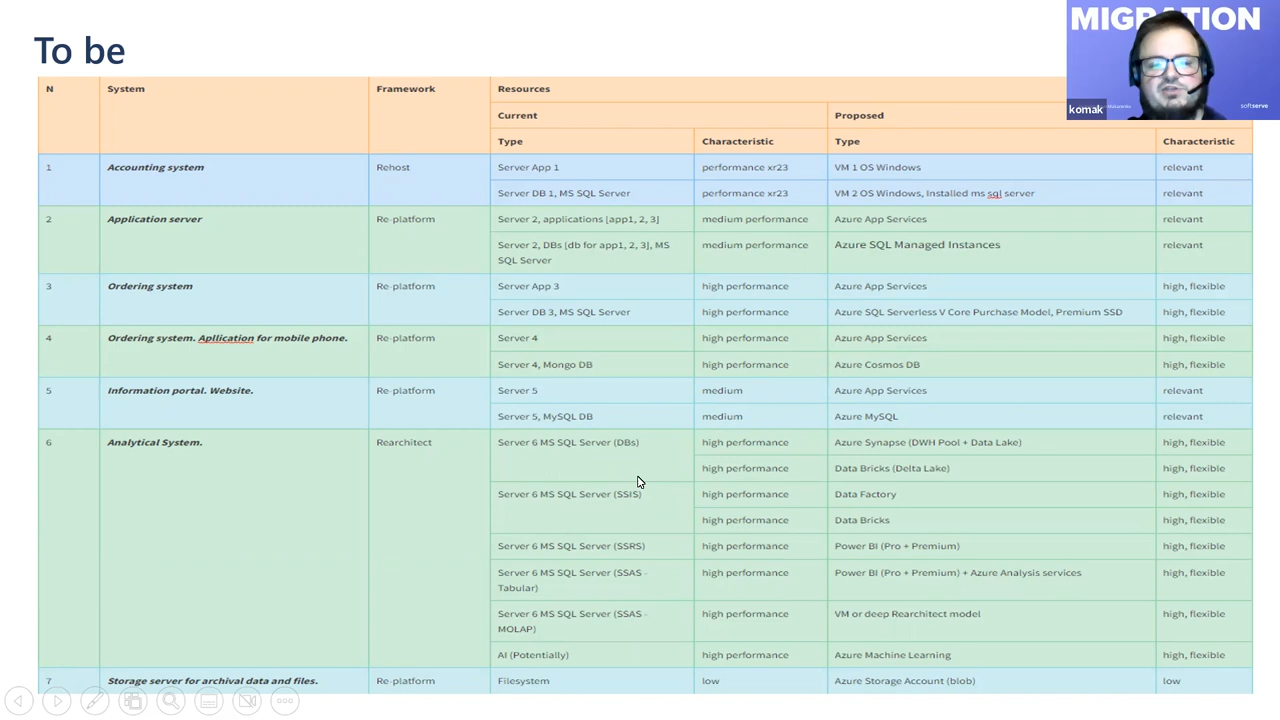 To be
MIGRATION
komak
softserve
N System Framework Resources
Current Proposed
Type Characteristic Type Characteristic
1 Accounting system Rehost Server App 1 performance xr23 VM 1 OS Windows relevant
Server DB 1, MS SQL Server performance xr23 VM 2 OS Windows, Installed ms sql server relevant
2 Application server Re-platform Server 2, applications [app1, 2, 3] medium performance Azure App Services relevant
Server 2, DBs [db for app1, 2, 3], MS SQL Server medium performance Azure SQL Managed Instances relevant
3 Ordering system Re-platform Server App 3 high performance Azure App Services high, flexible
Server DB 3, MS SQL Server high performance Azure SQL Serverless V Core Purchase Model, Premium SSD high, flexible
4 Ordering system. Apllication for mobile phone. Re-platform Server 4 high performance Azure App Services high, flexible
Server 4, Mongo DB high performance Azure Cosmos DB high, flexible
5 Information portal. Website. Re-platform Server 5 medium Azure App Services relevant
Server 5, MySQL DB medium Azure MySQL relevant
6 Analytical System. Rearchitect Server 6 MS SQL Server (DBs) high performance Azure Synapse (DWH Pool + Data Lake) high, flexible
high performance Data Bricks (Delta Lake) high, flexible
Server 6 MS SQL Server (SSIS) high performance Data Factory high, flexible
high performance Data Bricks high, flexible
Server 6 MS SQL Server (SSRS) high performance Power BI (Pro + Premium) high, flexible
Server 6 MS SQL Server (SSAS - Tabular) high performance Power BI (Pro + Premium) + Azure Analysis services high, flexible
Server 6 MS SQL Server (SSAS - MOLAP) high performance VM or deep Rearchitect model high, flexible
AI (Potentially) high performance Azure Machine Learning high, flexible
7 Storage server for archival data and files. Re-platform Filesystem low Azure Storage Account (blob) low